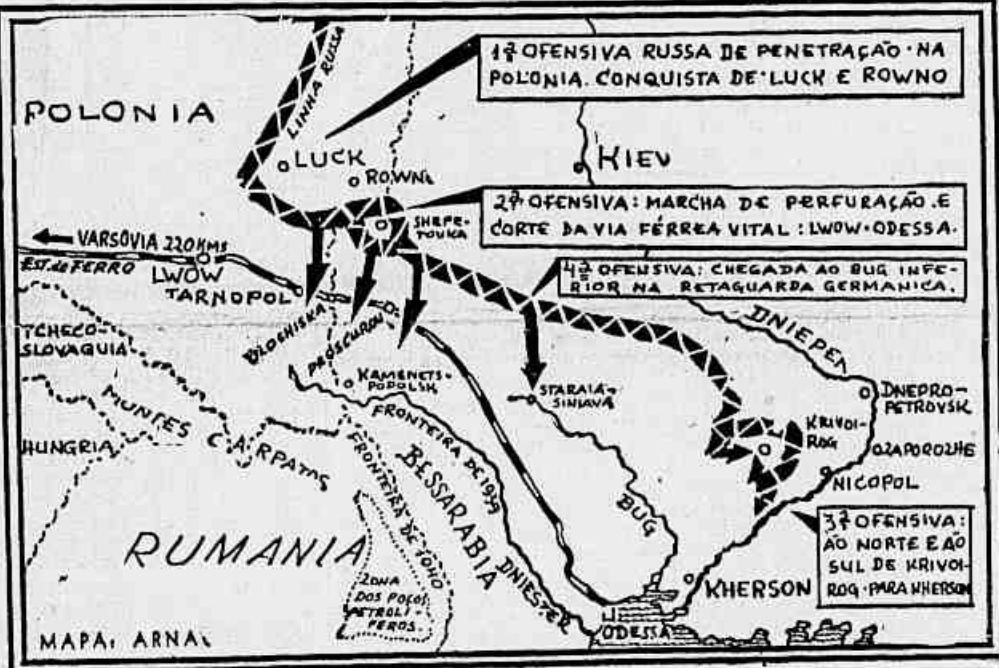 1ª OFENSIVA RUSSA DE PENETRAÇÃO·NA
POLONIA. CONQUISTA DE·LUCK E ROWNO
POLONIA
LINHA RUSSA
LUCK
ROWNO
KIEV
2ª OFENSIVA: MARCHA DE PERFURAÇÃO.E
CORTE DA VIA FÉRREA VITAL: LWOW·ODESSA.
SHEPE-
TOVKA
VARSÓVIA 220 KMS
EST. de FERRO
LWOW
TARNOPOL
4ª OFENSIVA: CHEGADA AO BUG INFE-
RIOR NA RETAGUARDA GERMANICA.
DNIEPER
TCHECO-
SLOVAQUIA
PROSCUROV
KAMENETS-
PODOLSK
STARAIA-
SINIAVA
DNEPRO-
PETROVSK
KRIVOI-
ROG
ZAPOROZHE
NICOPOL
MONTES CARPATOS
HUNGRIA
FRONTEIRA DE 1939
FRONTEIRA DE TOHO
BESSARABIA
DNIESTER
BUG
3ª OFENSIVA:
AO NORTE E AO
SUL DE KRIVOI-
ROG·PARA KHERSON
RUMANIA
ZONA
DOS POÇOS
PETROLI-
FEROS
KHERSON
ODESSA
MAPA: ARNA